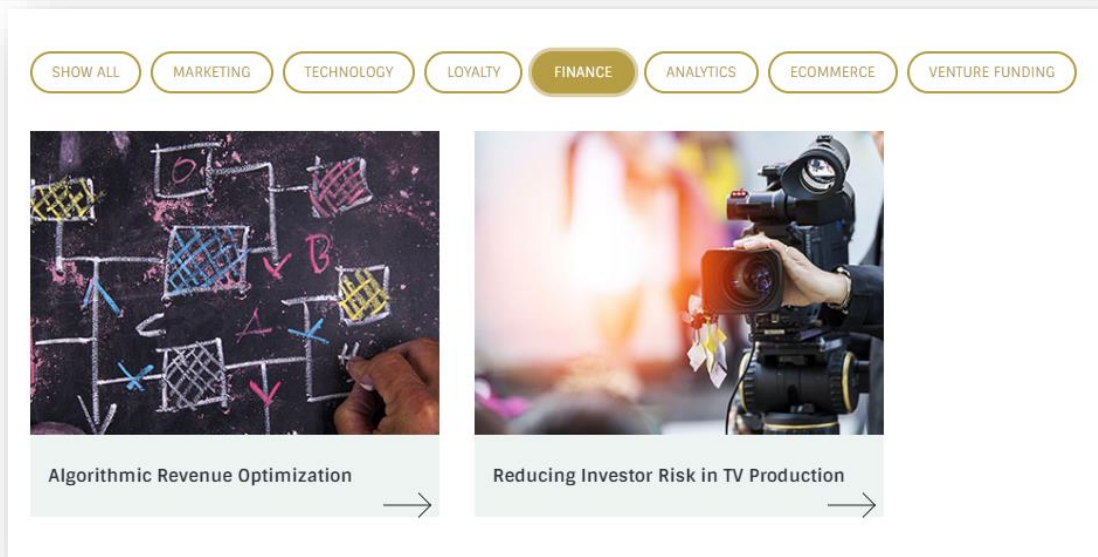 SHOW ALL
MARKETING
TECHNOLOGY
LOYALTY
FINANCE
ANALYTICS
ECOMMERCE
VENTURE FUNDING
O
B
C
A
Algorithmic Revenue Optimization
Reducing Investor Risk in TV Production